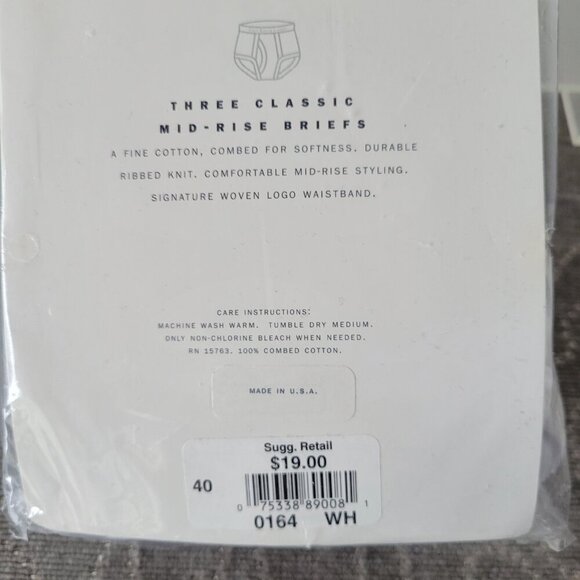 THREE CLASSIC
MID-RISE BRIEFS
A FINE COTTON, COMBED FOR SOFTNESS. DURABLE
RIBBED KNIT. COMFORTABLE MID-RISE STYLING.
SIGNATURE WOVEN LOGO WAISTBAND.
CARE INSTRUCTIONS:
MACHINE WASH WARM. TUMBLE DRY MEDIUM.
ONLY NON-CHLORINE BLEACH WHEN NEEDED.
RN 15763. 100% COMBED COTTON.
MADE IN U.S.A.
Sugg. Retail
$19.00
40
0 75338 89008 1
0164 WH